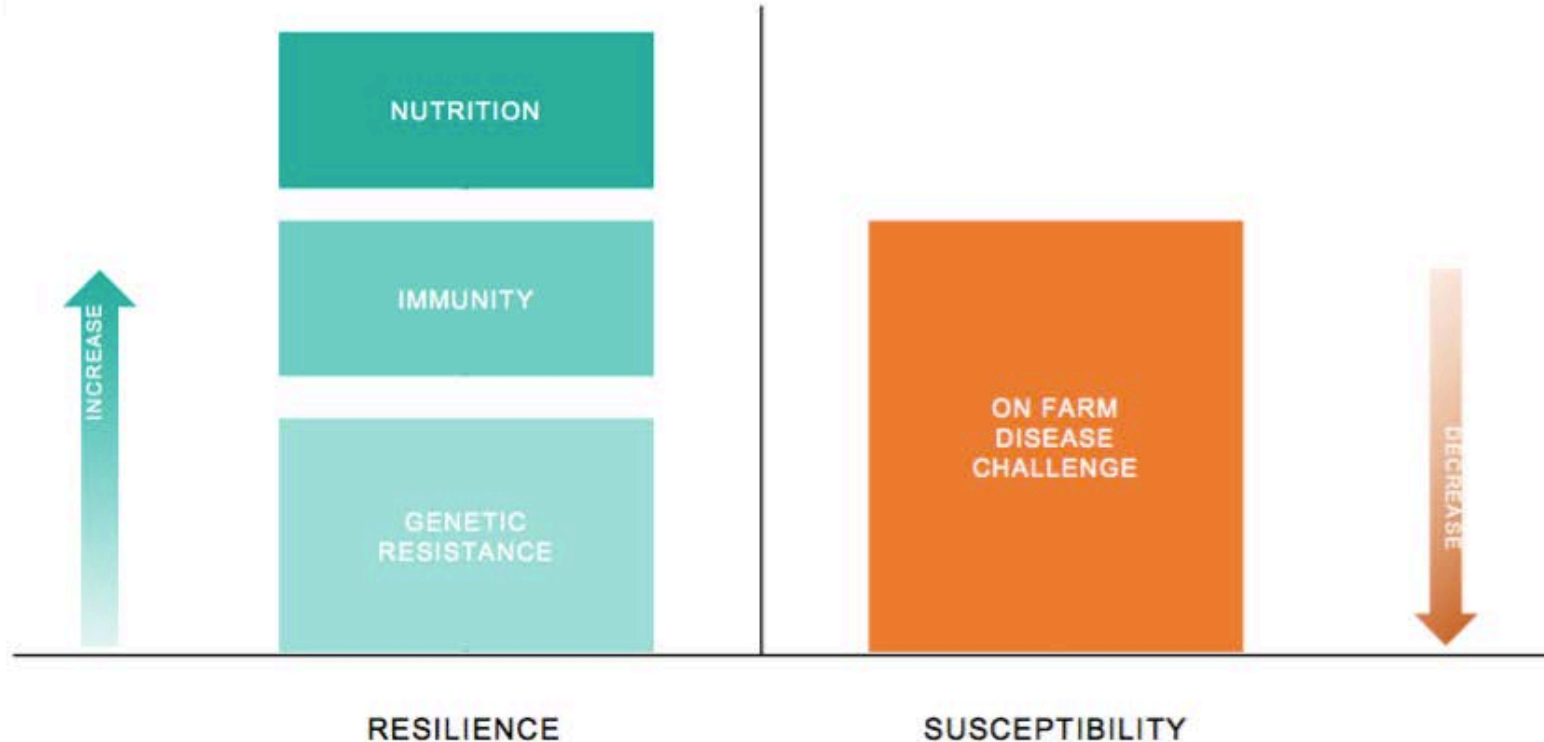 NUTRITION
IMMUNITY
INCREASE
GENETIC
RESISTANCE
ON FARM
DISEASE
CHALLENGE
DECREASE
RESILIENCE
SUSCEPTIBILITY